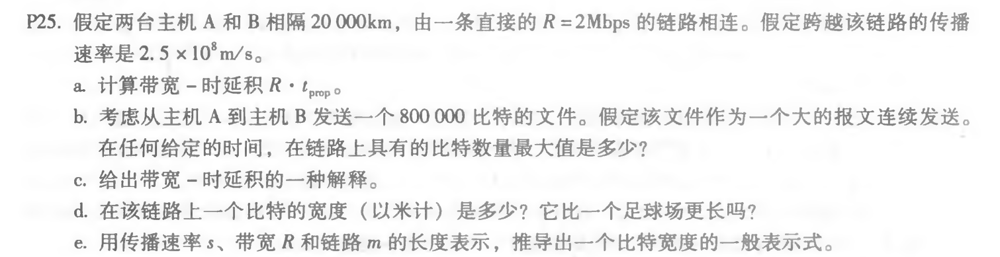 P25. 假定两台主机 A 和 B 相隔 20 000km，由一条直接的 R = 2Mbps 的链路相连。假定跨越该链路的传播
速率是 2.5 × 10⁸ m/s。
a. 计算带宽 – 时延积 R · t_prop。
b. 考虑从主机 A 到主机 B 发送一个 800 000 比特的文件。假定该文件作为一个大的报文连续发送。
在任何给定的时间，在链路上具有的比特数量最大值是多少？
c. 给出带宽 – 时延积的一种解释。
d. 在该链路上一个比特的宽度（以米计）是多少？它比一个足球场更长吗？
e. 用传播速率 s、带宽 R 和链路 m 的长度表示，推导出一个比特宽度的一般表示式。